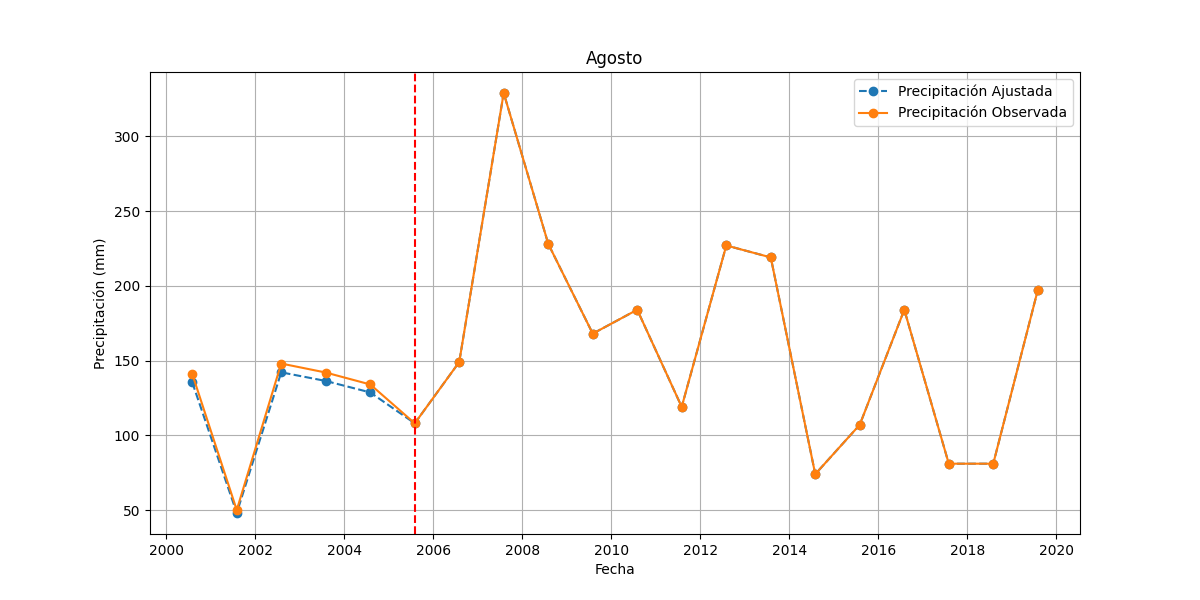 Agosto
Precipitación Ajustada
Precipitación Observada
Precipitación (mm)
300
250
200
150
100
50
2000 2002 2004 2006 2008 2010 2012 2014 2016 2018 2020
Fecha